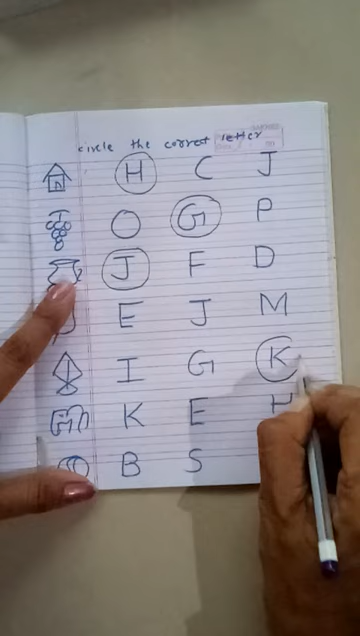 circle the correct letter
H C J
O G P
J F D
E J M
I G K
K E H
B S